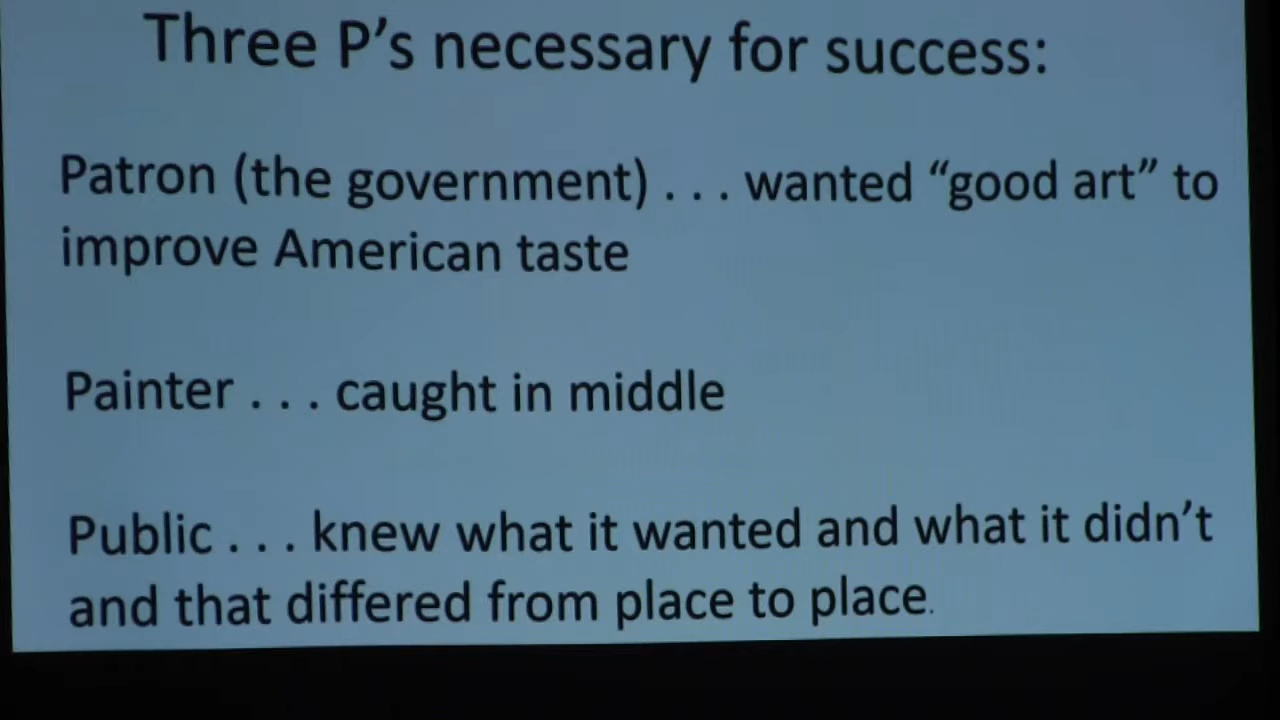 Three P’s necessary for success:
Patron (the government) . . . wanted “good art” to
improve American taste
Painter . . . caught in middle
Public . . . knew what it wanted and what it didn’t
and that differed from place to place.